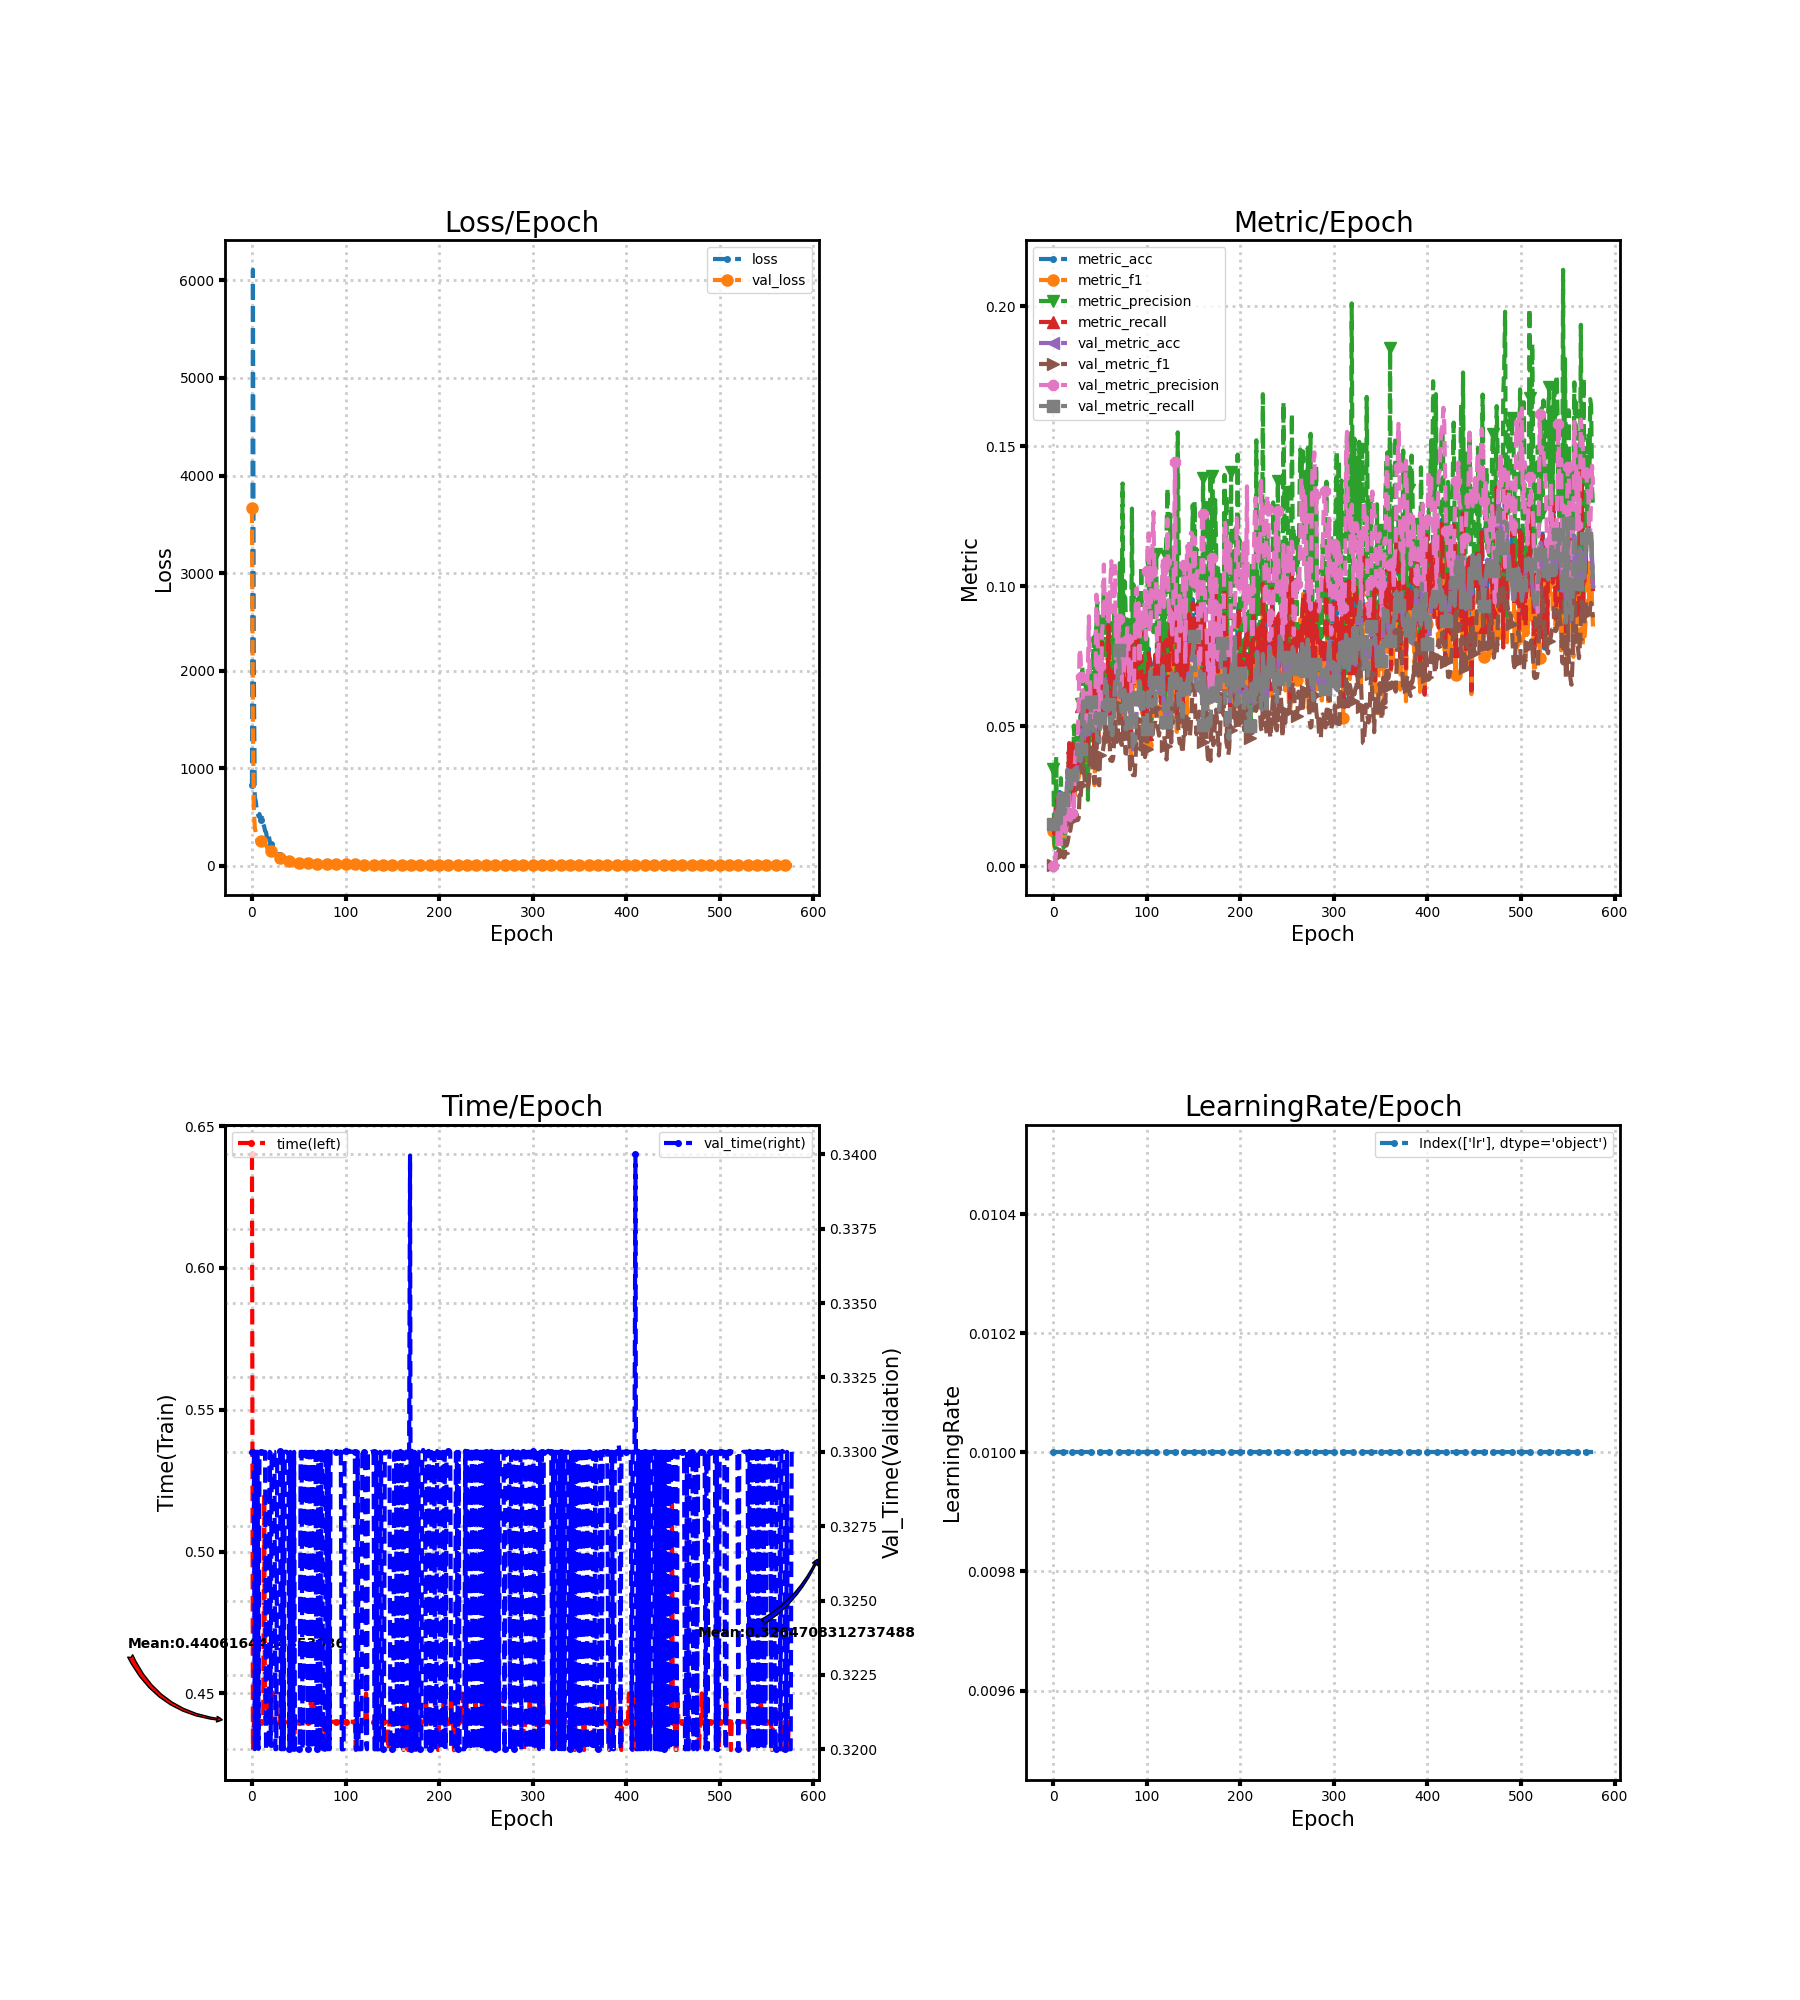 Loss/Epoch
loss
val_loss
6000
5000
4000
3000
2000
1000
0
Loss
0 100 200 300 400 500 600
Epoch
Metric/Epoch
metric_acc
metric_f1
metric_precision
metric_recall
val_metric_acc
val_metric_f1
val_metric_precision
val_metric_recall
0.20
0.15
0.10
0.05
0.00
Metric
0 100 200 300 400 500 600
Epoch
Time/Epoch
time(left)
val_time(right)
0.65
0.60
0.55
0.50
0.45
Time(Train)
0.3400
0.3375
0.3350
0.3325
0.3300
0.3275
0.3250
0.3225
0.3200
Val_Time(Validation)
Mean:0.3264708312737488
0 100 200 300 400 500 600
Epoch
LearningRate/Epoch
Index(['lr'], dtype='object')
0.0104
0.0102
0.0100
0.0098
0.0096
LearningRate
0 100 200 300 400 500 600
Epoch